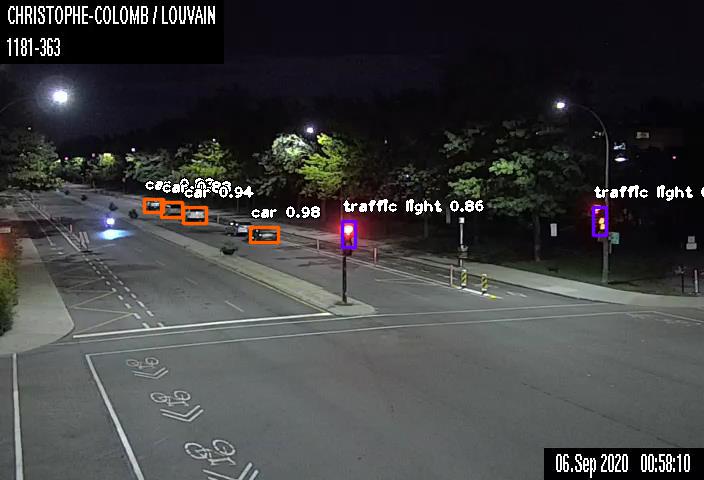 CHRISTOPHE-COLOMB / LOUVAIN
1181-363
car 0.94
car 0.98
traffic light 0.86
traffic light
06.Sep 2020 00:58:10